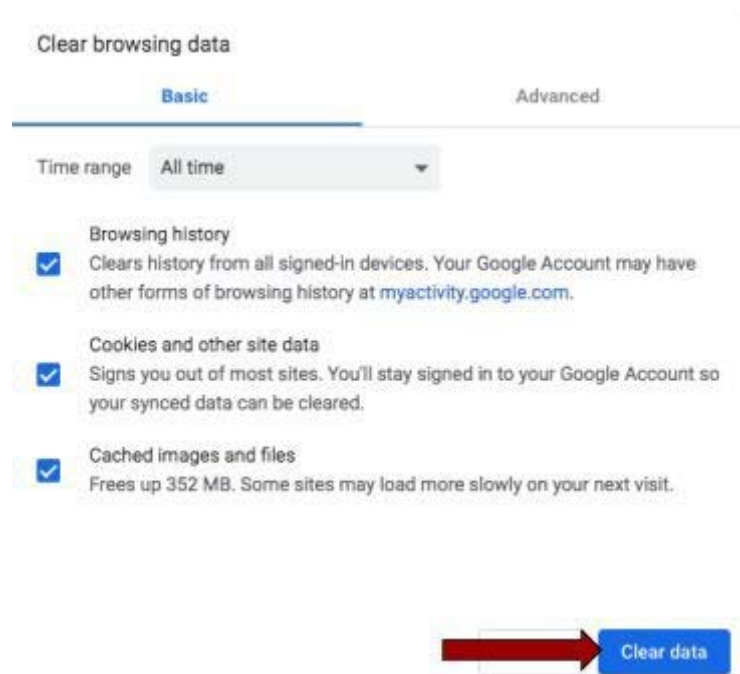 Clear browsing data
Basic
Advanced
Time range
All time
Browsing history
Clears history from all signed-in devices. Your Google Account may have
other forms of browsing history at myactivity.google.com.
Cookies and other site data
Signs you out of most sites. You'll stay signed in to your Google Account so
your synced data can be cleared.
Cached images and files
Frees up 352 MB. Some sites may load more slowly on your next visit.
Clear data